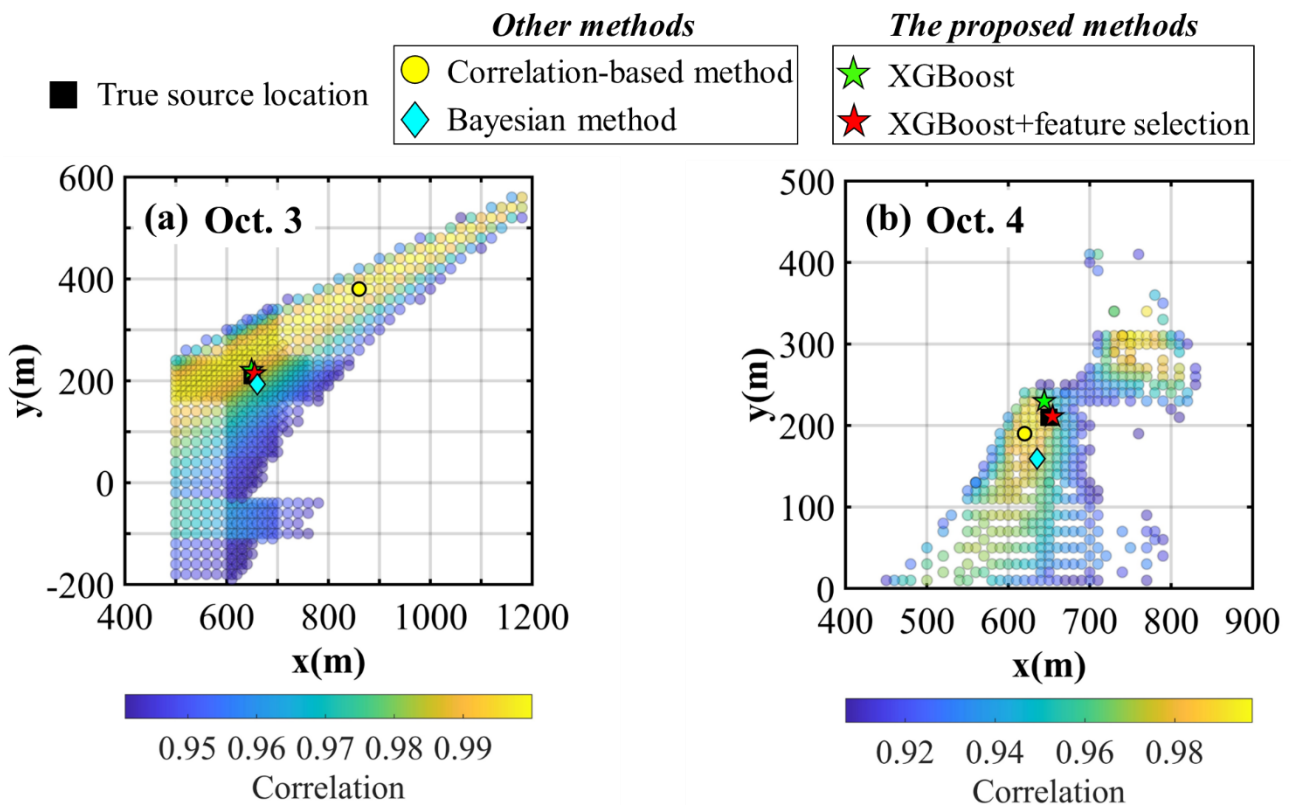 Other methods
The proposed methods
True source location
Correlation-based method
Bayesian method
XGBoost
XGBoost+feature selection
(a) Oct. 3
600
400
200
0
-200
y(m)
400 600 800 1000 1200
x(m)
0.95 0.96 0.97 0.98 0.99
Correlation
(b) Oct. 4
500
400
300
200
100
0
y(m)
400 500 600 700 800 900
x(m)
0.92 0.94 0.96 0.98
Correlation